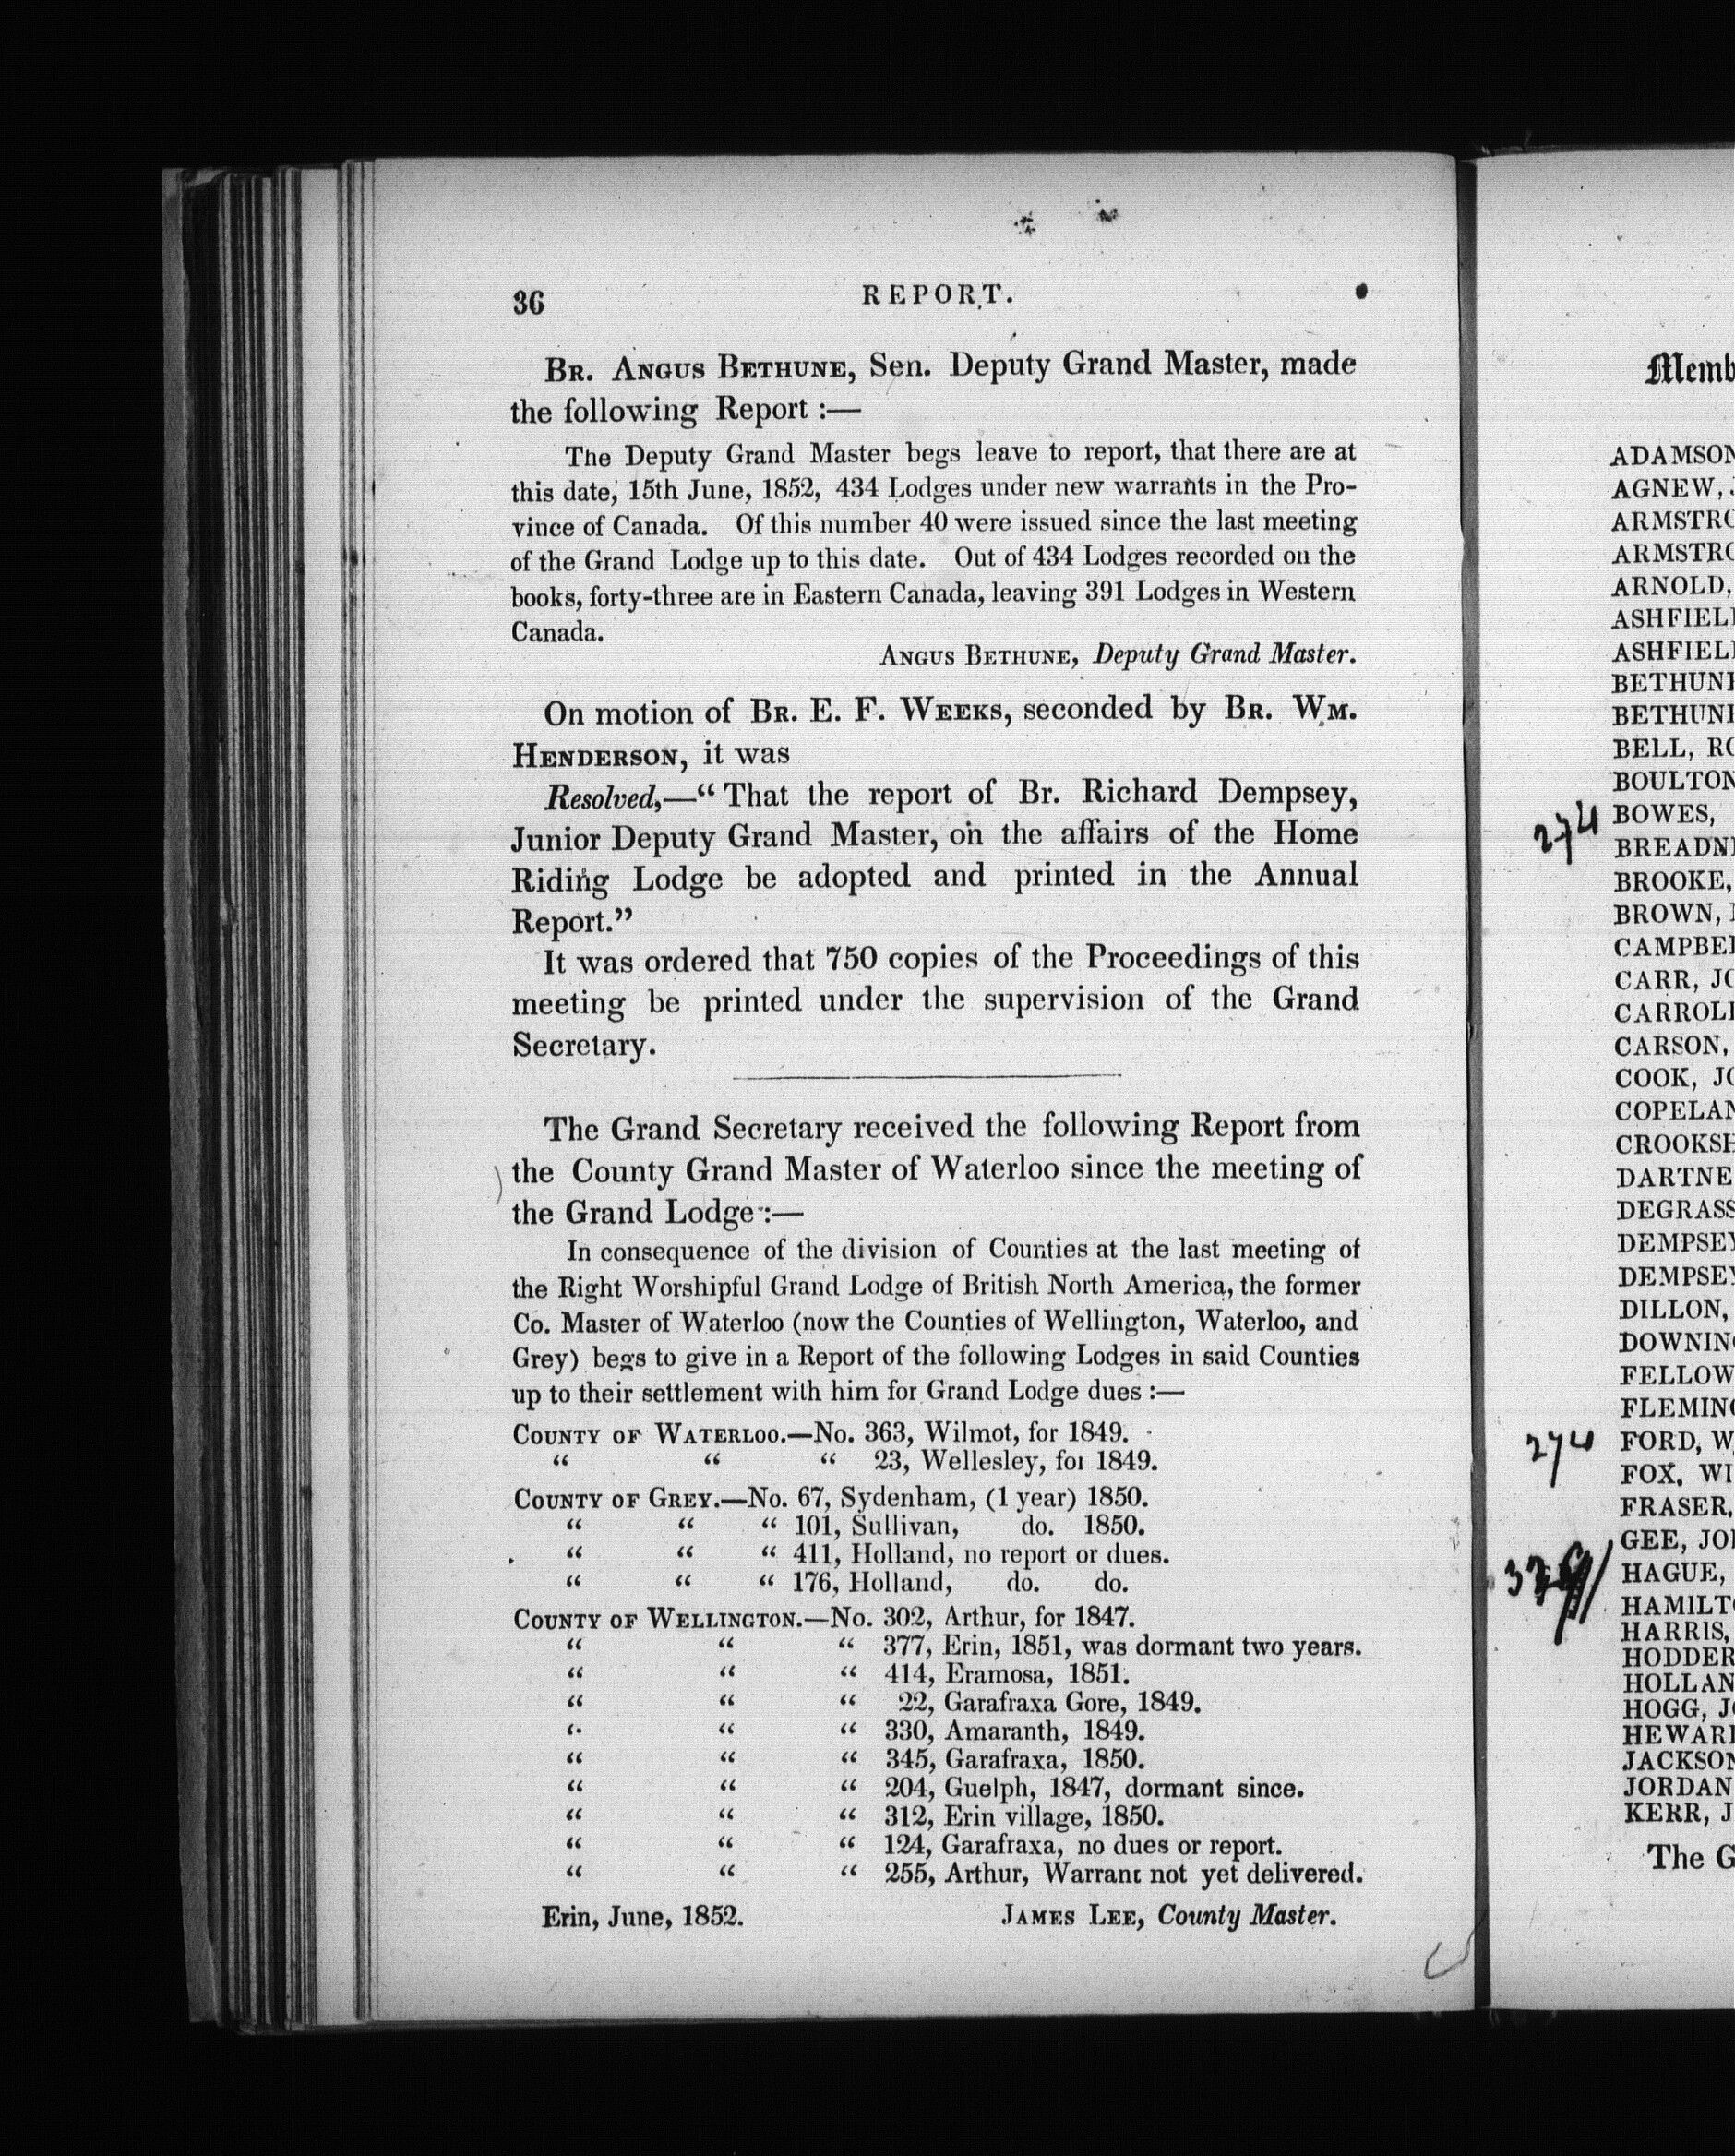 36
REPORT.
BR. ANGUS BETHUNE, Sen. Deputy Grand Master, made
the following Report :—
The Deputy Grand Master begs leave to report, that there are at
this date, 15th June, 1852, 434 Lodges under new warrants in the Pro-
vince of Canada. Of this number 40 were issued since the last meeting
of the Grand Lodge up to this date. Out of 434 Lodges recorded on the
books, forty-three are in Eastern Canada, leaving 391 Lodges in Western
Canada.
ANGUS BETHUNE, Deputy Grand Master.
On motion of BR. E. F. WEEKS, seconded by BR. WM.
HENDERSON, it was
Resolved,—“ That the report of Br. Richard Dempsey,
Junior Deputy Grand Master, on the affairs of the Home
Riding Lodge be adopted and printed in the Annual
Report.”
It was ordered that 750 copies of the Proceedings of this
meeting be printed under the supervision of the Grand
Secretary.
The Grand Secretary received the following Report from
the County Grand Master of Waterloo since the meeting of
the Grand Lodge :—
In consequence of the division of Counties at the last meeting of
the Right Worshipful Grand Lodge of British North America, the former
Co. Master of Waterloo (now the Counties of Wellington, Waterloo, and
Grey) begs to give in a Report of the following Lodges in said Counties
up to their settlement with him for Grand Lodge dues :—
COUNTY OF WATERLOO.—No. 363, Wilmot, for 1849.
“ “ “ 23, Wellesley, for 1849.
COUNTY OF GREY.—No. 67, Sydenham, (1 year) 1850.
“ “ “ 101, Sullivan, do. 1850.
“ “ “ 411, Holland, no report or dues.
“ “ “ 176, Holland, do. do.
COUNTY OF WELLINGTON.—No. 302, Arthur, for 1847.
“ “ “ 377, Erin, 1851, was dormant two years.
“ “ “ 414, Eramosa, 1851.
“ “ “ 22, Garafraxa Gore, 1849.
“ “ “ 330, Amaranth, 1849.
“ “ “ 345, Garafraxa, 1850.
“ “ “ 204, Guelph, 1847, dormant since.
“ “ “ 312, Erin village, 1850.
“ “ “ 124, Garafraxa, no dues or report.
“ “ “ 255, Arthur, Warrant not yet delivered.
Erin, June, 1852. JAMES LEE, County Master.
Memb
ADAMSON
AGNEW,
ARMSTRO
ARMSTRO
ARNOLD,
ASHFIEL
ASHFIEL
BETHUN
BETHUN
BELL, RO
BOULTON
274 BOWES,
BREADN
BROOKE,
BROWN,
CAMPBE
CARR, JO
CARROLL
CARSON,
COOK, JO
COPELAN
CROOKSH
DARTNE
DEGRASS
DEMPSEY
DEMPSEY
DILLON,
DOWNING
FELLOW
FLEMING
274 FORD, W
FOX, WI
FRASER,
GEE, JO
HAGUE,
HAMILTO
HARRIS,
HODDER
HOLLAN
HOGG, J
HEWAR
JACKSON
JORDAN
KERR, J
The G